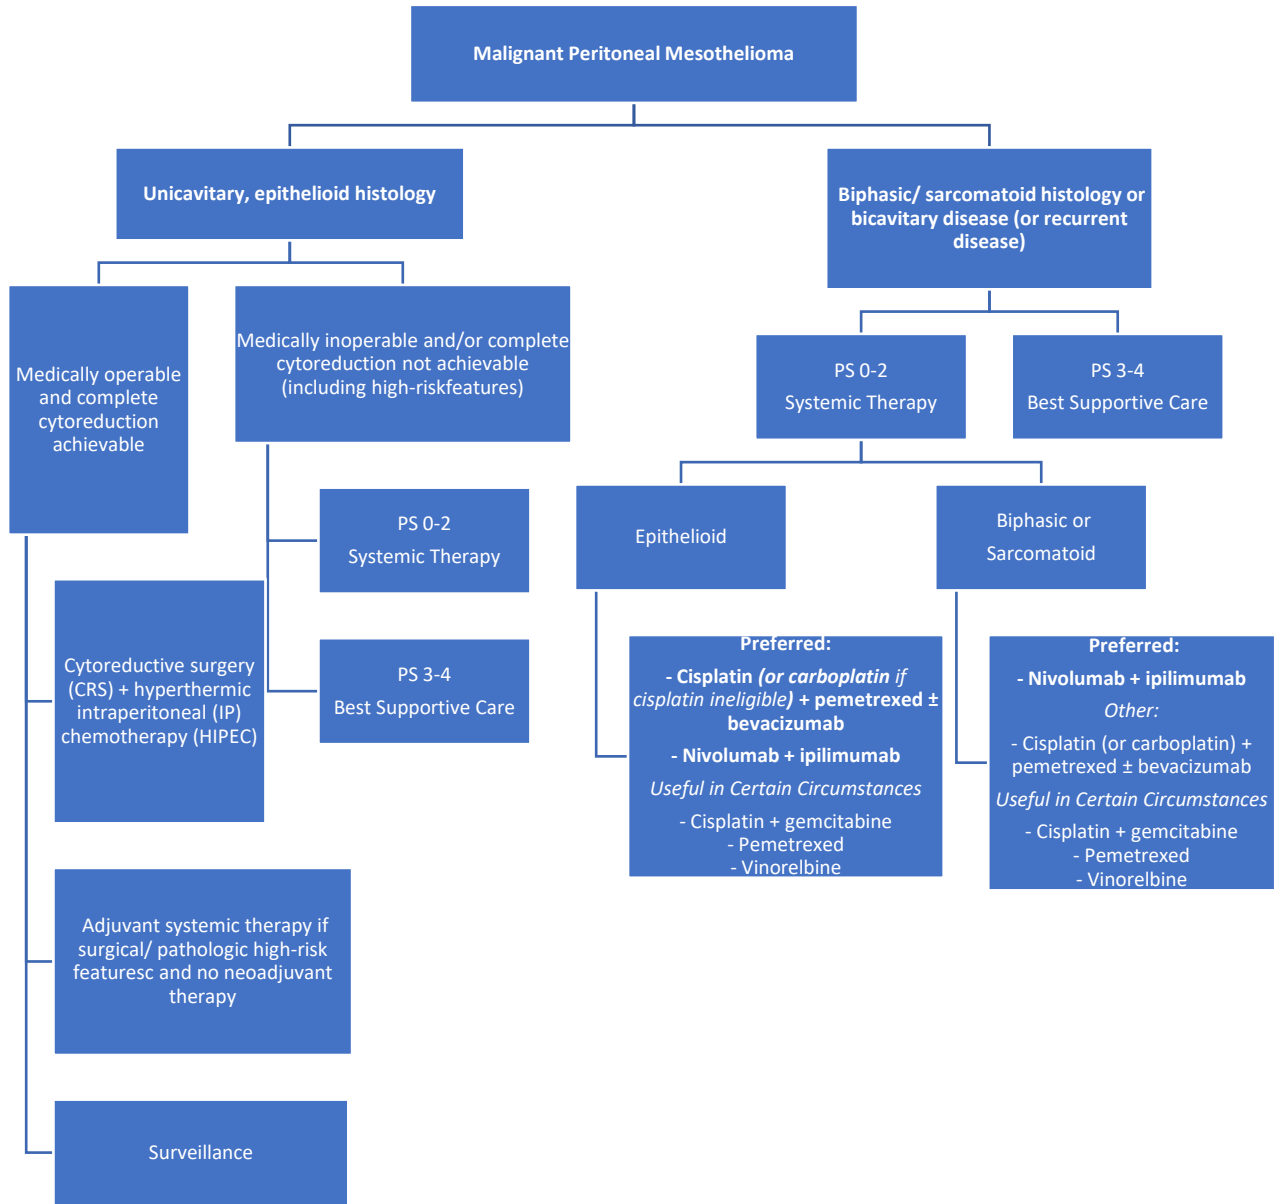 Malignant Peritoneal Mesothelioma
Unicavitary, epithelioid histology
Biphasic/ sarcomatoid histology or
bicavitary disease (or recurrent
disease)
Medically operable
and complete
cytoreduction
achievable
Medically inoperable and/or complete
cytoreduction not achievable
(including high-riskfeatures)
PS 0-2
Systemic Therapy
PS 3-4
Best Supportive Care
PS 0-2
Systemic Therapy
PS 3-4
Best Supportive Care
Epithelioid
Biphasic or
Sarcomatoid
Cytoreductive surgery
(CRS) + hyperthermic
intraperitoneal (IP)
chemotherapy (HIPEC)
Preferred:
- Cisplatin (or carboplatin if
cisplatin ineligible) + pemetrexed ±
bevacizumab
- Nivolumab + ipilimumab
Useful in Certain Circumstances
- Cisplatin + gemcitabine
- Pemetrexed
- Vinorelbine
Preferred:
- Nivolumab + ipilimumab
Other:
- Cisplatin (or carboplatin) +
pemetrexed ± bevacizumab
Useful in Certain Circumstances
- Cisplatin + gemcitabine
- Pemetrexed
- Vinorelbine
Adjuvant systemic therapy if
surgical/ pathologic high-risk
featuresc and no neoadjuvant
therapy
Surveillance